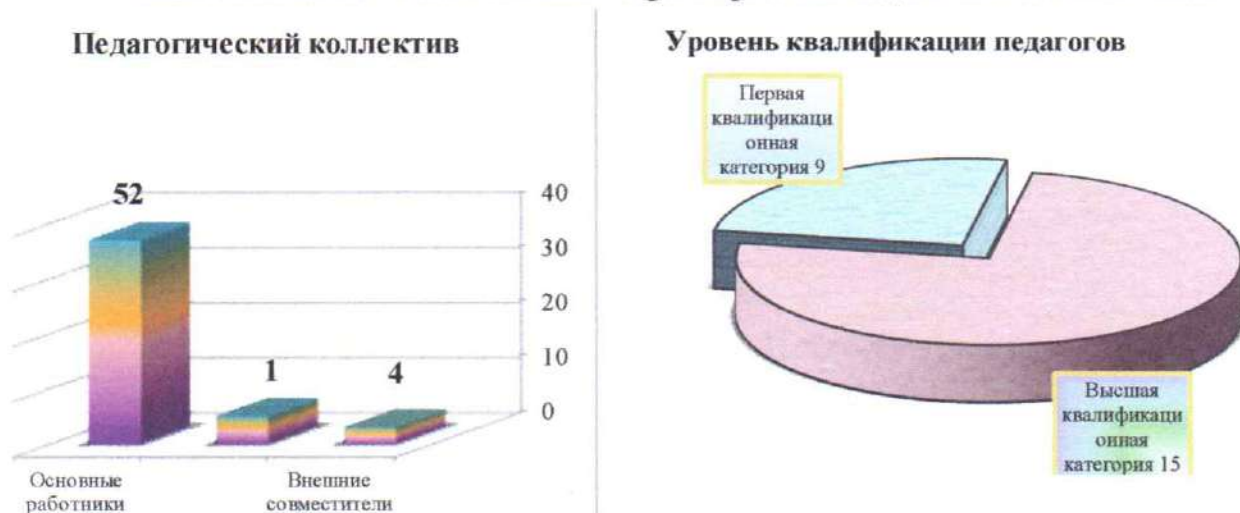 Педагогический коллектив
52
1
4
40
30
20
10
0
Основные
работники
Внешние
совместители
Уровень квалификации педагогов
Первая
квалификаци
онная
категория 9
Высшая
квалификаци
онная
категория 15